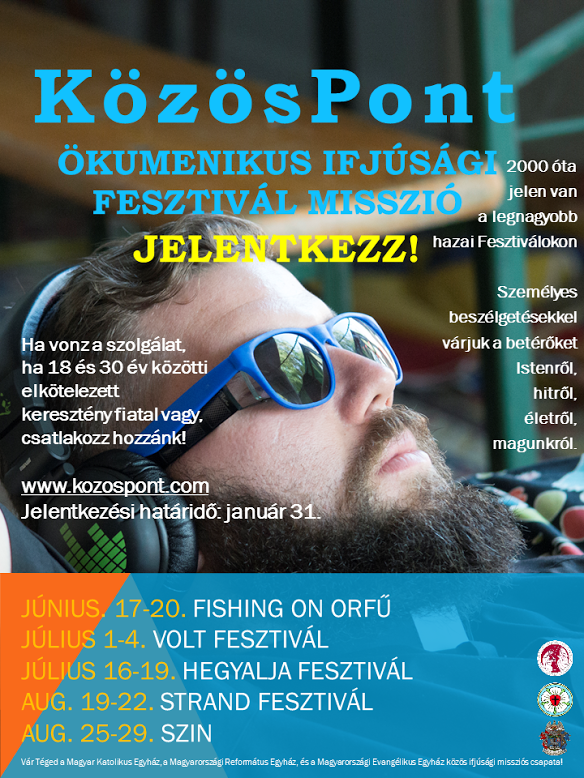 KözösPont
ÖKUMENIKUS IFJÚSÁGI
FESZTIVÁL MISSZIÓ
JELENTKEZZ!
2000 óta
jelen van
a legnagyobb
hazai Fesztiválokon
Személyes
beszélgetésekkel
várjuk a betérőket
Istenről,
hitről,
életről,
magunkról.
Ha vonz a szolgálat,
ha 18 és 30 év közötti
elkötelezett
keresztény fiatal vagy,
csatlakozz hozzánk!
www.kozospont.com
Jelentkezési határidő: január 31.
JÚNIUS. 17-20. FISHING ON ORFŰ
JÚLIUS 1-4. VOLT FESZTIVÁL
JÚLIUS 16-19. HEGYALJA FESZTIVÁL
AUG. 19-22. STRAND FESZTIVÁL
AUG. 25-29. SZIN
Vár Téged a Magyar Katolikus Egyház, a Magyarországi Református Egyház, és a Magyarországi Evangélikus Egyház közös ifjúsági missziós csapata!